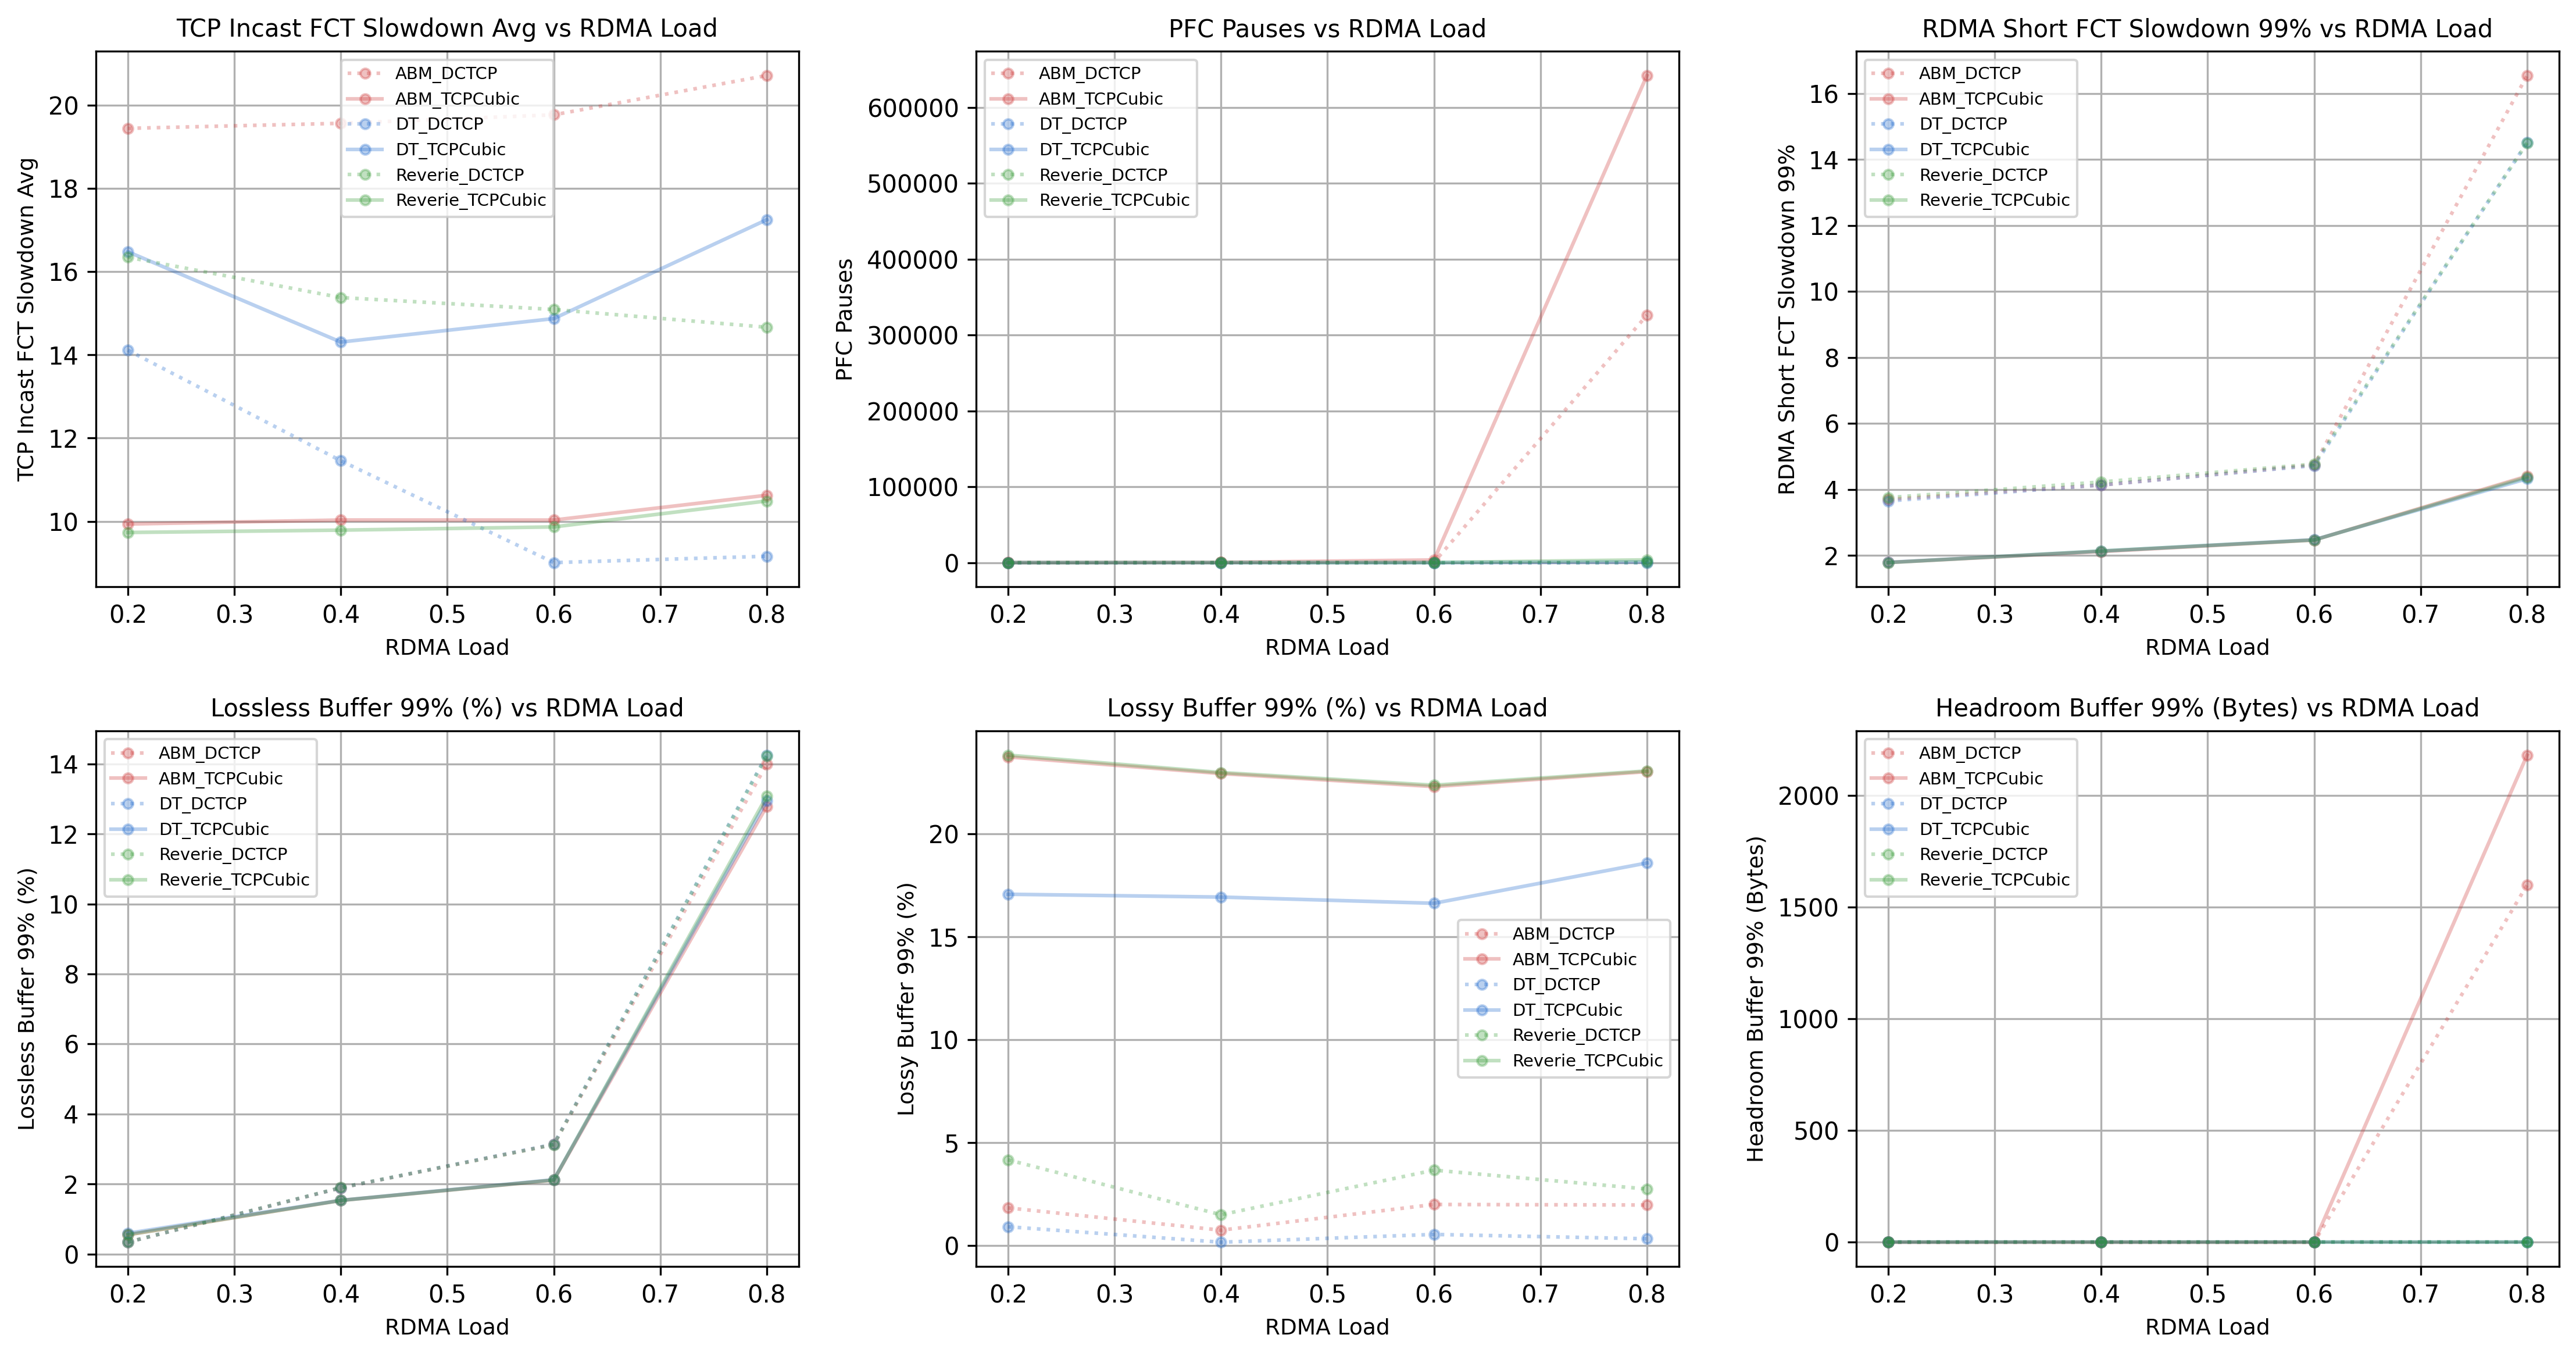 TCP Incast FCT Slowdown Avg vs RDMA Load
TCP Incast FCT Slowdown Avg
20
18
16
14
12
10
ABM_DCTCP
ABM_TCPCubic
DT_DCTCP
DT_TCPCubic
Reverie_DCTCP
Reverie_TCPCubic
0.2 0.3 0.4 0.5 0.6 0.7 0.8
RDMA Load
PFC Pauses vs RDMA Load
PFC Pauses
600000
500000
400000
300000
200000
100000
0
ABM_DCTCP
ABM_TCPCubic
DT_DCTCP
DT_TCPCubic
Reverie_DCTCP
Reverie_TCPCubic
0.2 0.3 0.4 0.5 0.6 0.7 0.8
RDMA Load
RDMA Short FCT Slowdown 99% vs RDMA Load
RDMA Short FCT Slowdown 99%
16
14
12
10
8
6
4
2
ABM_DCTCP
ABM_TCPCubic
DT_DCTCP
DT_TCPCubic
Reverie_DCTCP
Reverie_TCPCubic
0.2 0.3 0.4 0.5 0.6 0.7 0.8
RDMA Load
Lossless Buffer 99% (%) vs RDMA Load
Lossless Buffer 99% (%)
14
12
10
8
6
4
2
0
ABM_DCTCP
ABM_TCPCubic
DT_DCTCP
DT_TCPCubic
Reverie_DCTCP
Reverie_TCPCubic
0.2 0.3 0.4 0.5 0.6 0.7 0.8
RDMA Load
Lossy Buffer 99% (%) vs RDMA Load
Lossy Buffer 99% (%)
20
15
10
5
0
ABM_DCTCP
ABM_TCPCubic
DT_DCTCP
DT_TCPCubic
Reverie_DCTCP
Reverie_TCPCubic
0.2 0.3 0.4 0.5 0.6 0.7 0.8
RDMA Load
Headroom Buffer 99% (Bytes) vs RDMA Load
Headroom Buffer 99% (Bytes)
2000
1500
1000
500
0
ABM_DCTCP
ABM_TCPCubic
DT_DCTCP
DT_TCPCubic
Reverie_DCTCP
Reverie_TCPCubic
0.2 0.3 0.4 0.5 0.6 0.7 0.8
RDMA Load